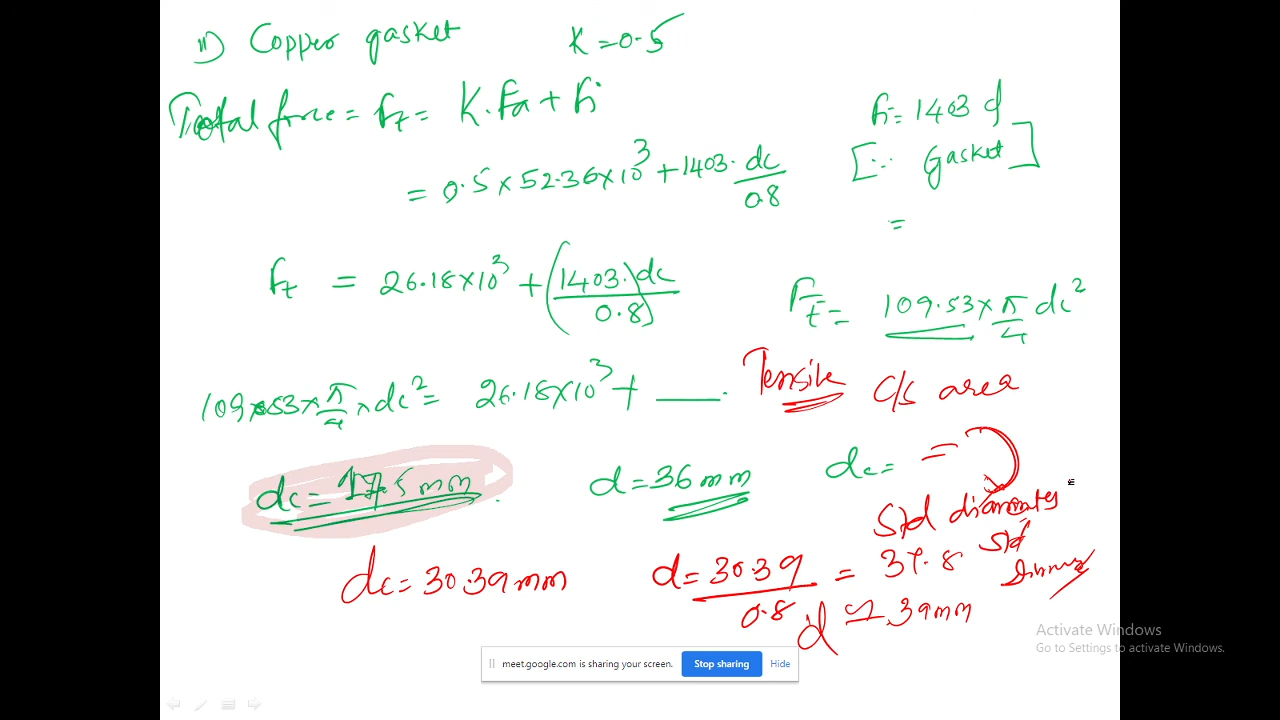 ii) Copper gasket K = 0.5
Total force = Ft = K.Fa + Fi
Fi = 1403 d
[∵ Gasket]
= 0.5 × 52.36×10³ + 1403. dc/0.8
=
Ft = 26.18×10³ + (1403.)dc/0.8)
Ft = 109.53 × π/4 dc²
109.53 × π/4 × dc² = 26.18×10³ + ___.
Tensile c/s area
dc = 17.5 mm. d = 36 mm dc = =
Std diameters
dc = 30.39 mm d = 30.39/0.8 = 37.8 Std
d ≃ 39mm
Activate Windows
Go to Settings to activate Windows.
meet.google.com is sharing your screen. Stop sharing Hide